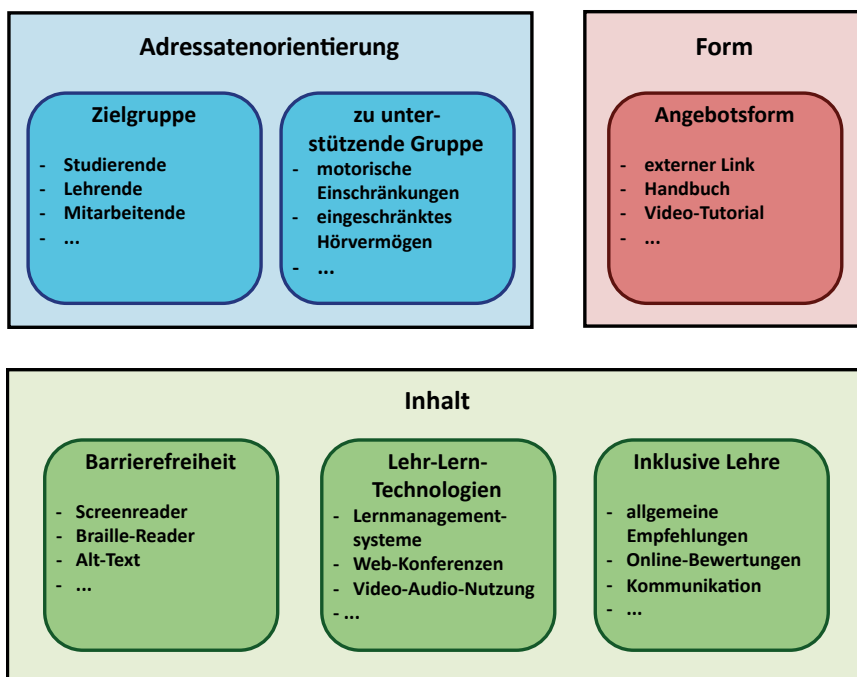 Adressatenorientierung
Zielgruppe
- Studierende
- Lehrende
- Mitarbeitende
- ...
zu unter-
stützende Gruppe
- motorische
Einschränkungen
- eingeschränktes
Hörvermögen
- ...
Form
Angebotsform
- externer Link
- Handbuch
- Video-Tutorial
- ...
Inhalt
Barrierefreiheit
- Screenreader
- Braille-Reader
- Alt-Text
- ...
Lehr-Lern-
Technologien
- Lernmanagement-
systeme
- Web-Konferenzen
- Video-Audio-Nutzung
- ...
Inklusive Lehre
- allgemeine
Empfehlungen
- Online-Bewertungen
- Kommunikation
- ...